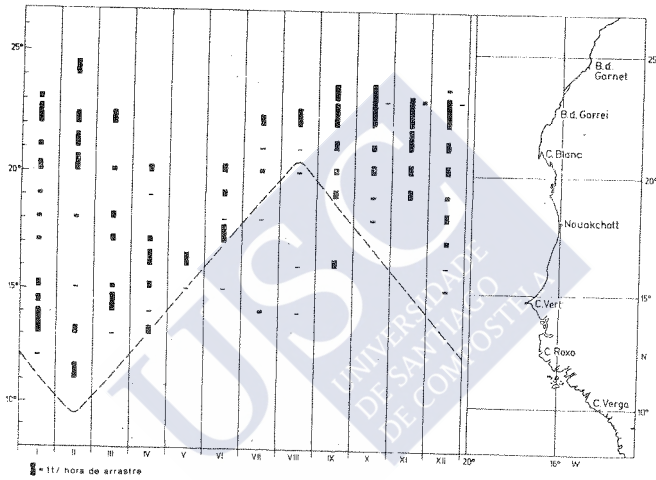 25°
20°
15°
10°
I II III IV V VI VII VIII IX X XI XII
= 1t/ hora de arrastre
B.d. Garnet
B.d. Garrei
C. Blanc
Nouakchott
C. Vert
C. Roxo
C. Verga
25°
20°
15°
10°
N
20° 16° W
USC
UNIVERSIDADE
DE SANTIAGO
DE COMPOSTELA